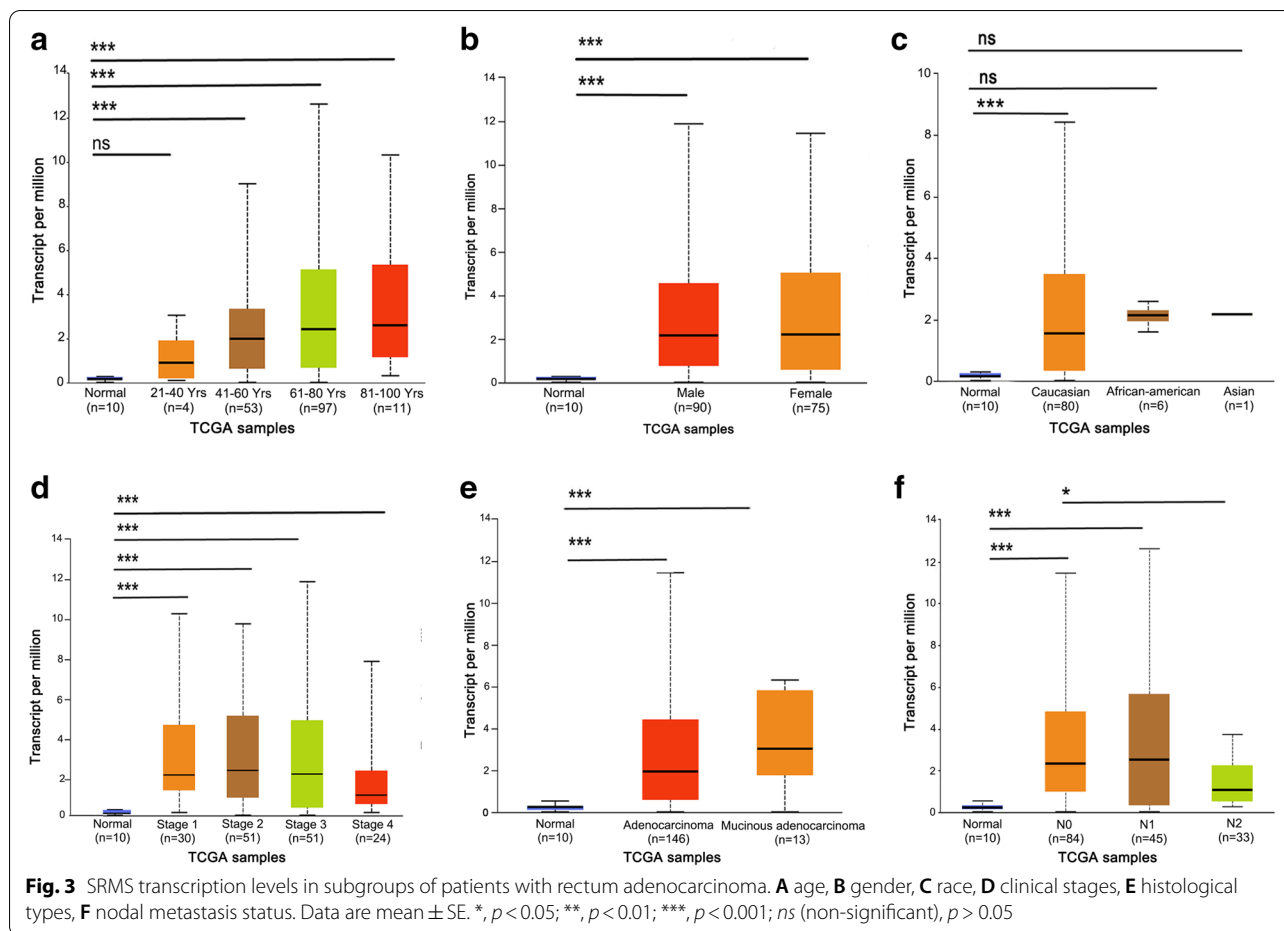 a
***
***
***
ns
Transcript per million
14
12
10
8
6
4
2
0
Normal 21-40 Yrs 41-60 Yrs 61-80 Yrs 81-100 Yrs
(n=10) (n=4) (n=53) (n=97) (n=11)
TCGA samples
b
***
***
Transcript per million
14
12
10
8
6
4
2
0
Normal Male Female
(n=10) (n=90) (n=75)
TCGA samples
c
ns
ns
***
Transcript per million
10
8
6
4
2
0
Normal Caucasian African-american Asian
(n=10) (n=80) (n=6) (n=1)
TCGA samples
d
***
***
***
***
Transcript per million
14
12
10
8
6
4
2
0
Normal Stage 1 Stage 2 Stage 3 Stage 4
(n=10) (n=30) (n=51) (n=51) (n=24)
TCGA samples
e
***
***
Transcript per million
14
12
10
8
6
4
2
0
Normal Adenocarcinoma Mucinous adenocarcinoma
(n=10) (n=146) (n=13)
TCGA samples
f
*
***
***
Transcript per million
14
12
10
8
6
4
2
0
Normal N0 N1 N2
(n=10) (n=84) (n=45) (n=33)
TCGA samples
Fig. 3 SRMS transcription levels in subgroups of patients with rectum adenocarcinoma. A age, B gender, C race, D clinical stages, E histological
types, F nodal metastasis status. Data are mean ± SE. *, p < 0.05; **, p < 0.01; ***, p < 0.001; ns (non-significant), p > 0.05